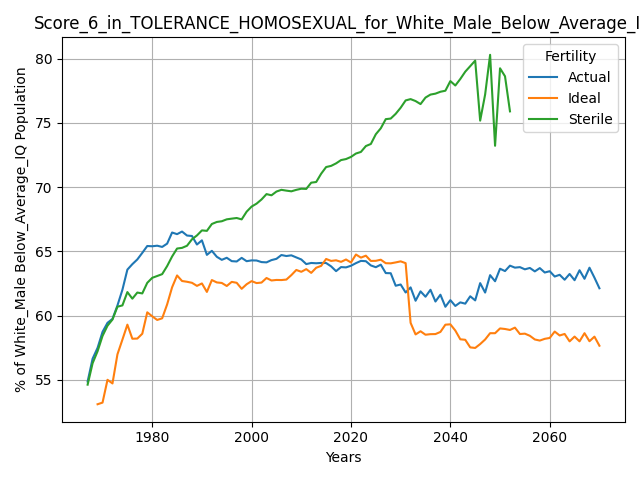 Score_6_in_TOLERANCE_HOMOSEXUAL_for_White_Male_Below_Average_I
80
75
70
65
60
55
1980
2000
2020
2040
2060
% of White_Male Below_Average_IQ Population
Years
Fertility
Actual
Ideal
Sterile